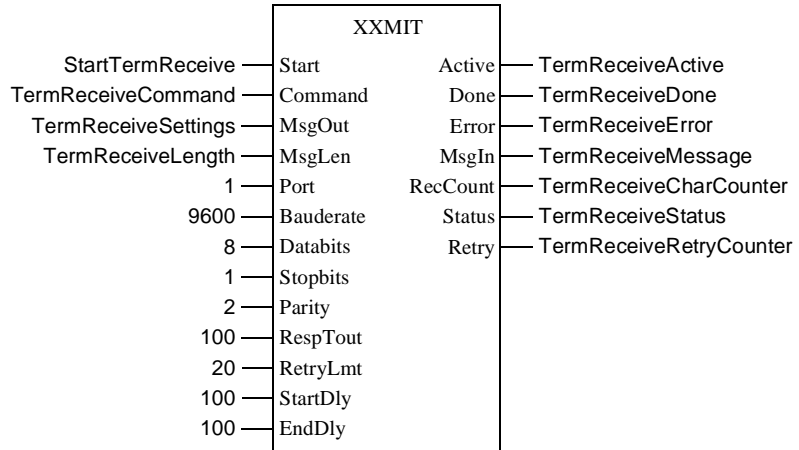 XXMIT
StartTermReceive Start Active TermReceiveActive
TermReceiveCommand Command Done TermReceiveDone
TermReceiveSettings MsgOut Error TermReceiveError
TermReceiveLength MsgLen MsgIn TermReceiveMessage
1 Port RecCount TermReceiveCharCounter
9600 Bauderate Status TermReceiveStatus
8 Databits Retry TermReceiveRetryCounter
1 Stopbits
2 Parity
100 RespTout
20 RetryLmt
100 StartDly
100 EndDly